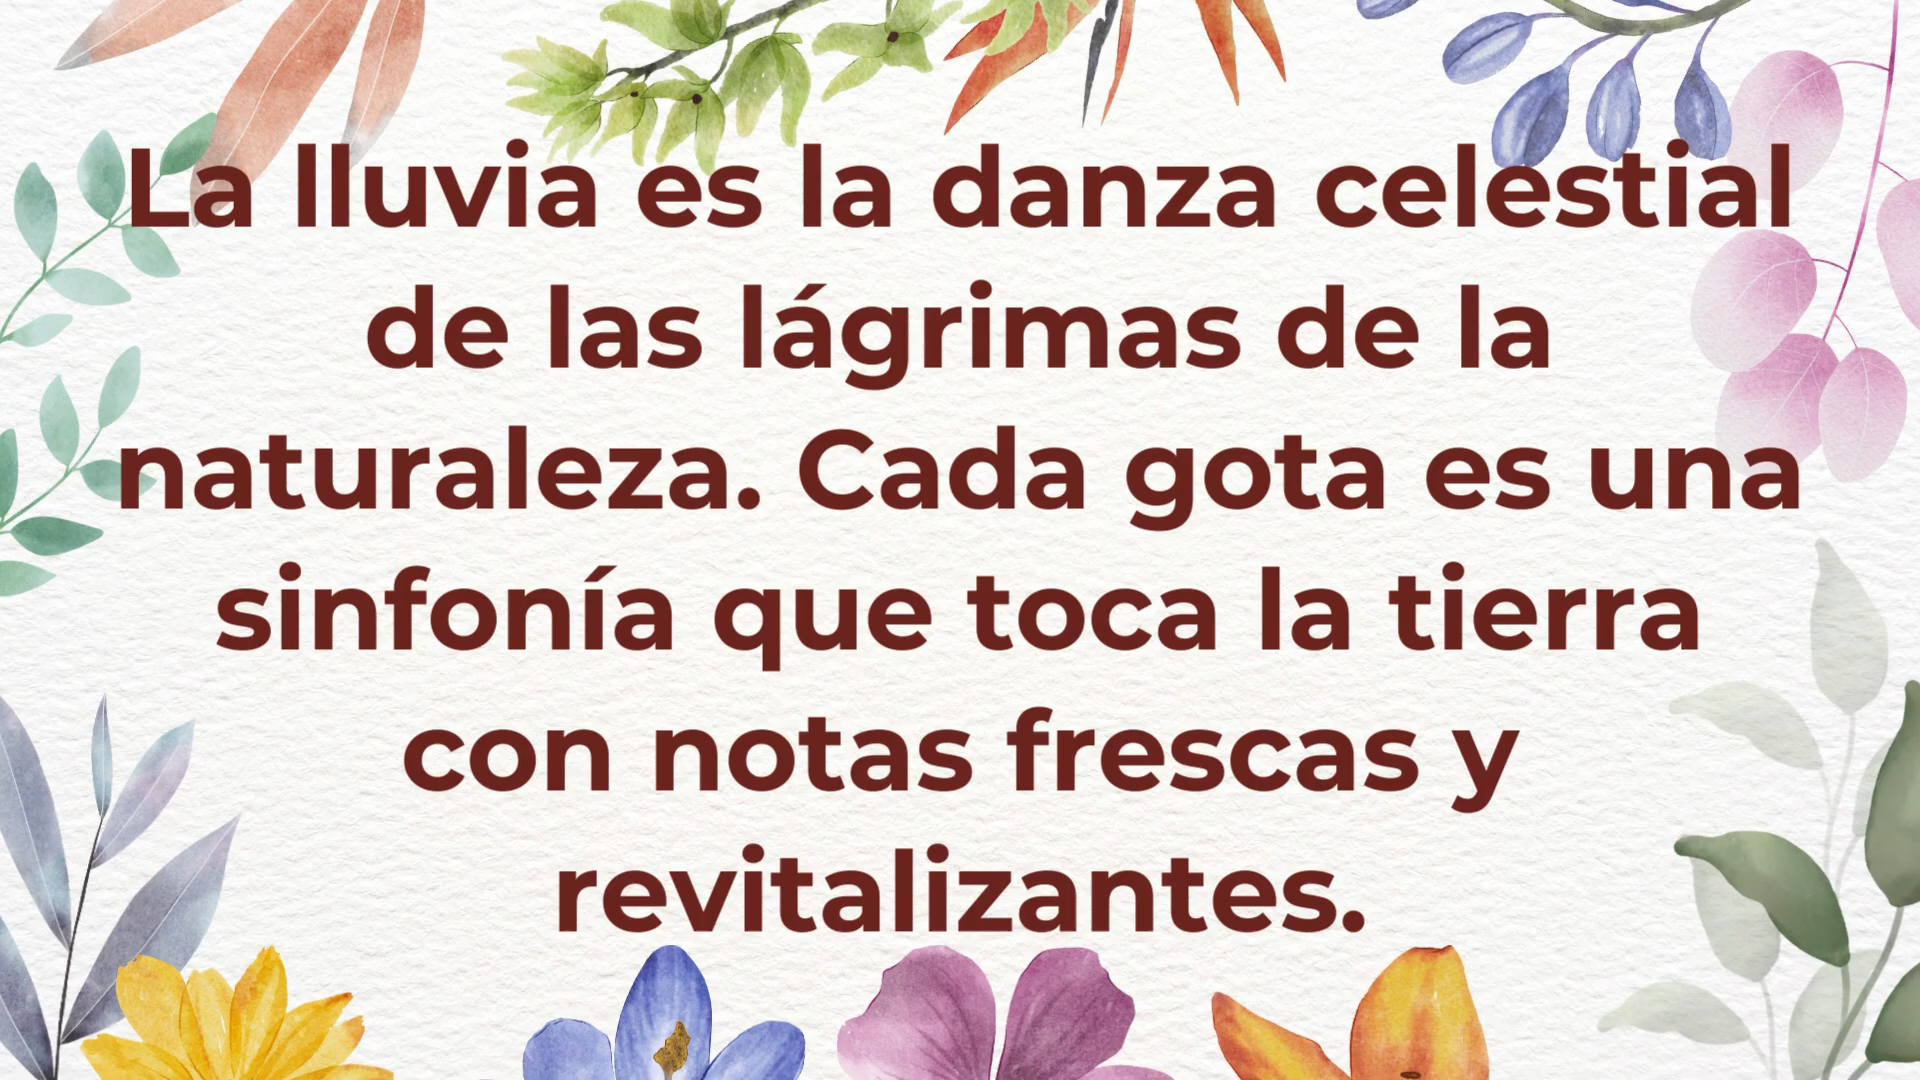 La lluvia es la danza celestial
de las lágrimas de la
naturaleza. Cada gota es una
sinfonía que toca la tierra
con notas frescas y
revitalizantes.